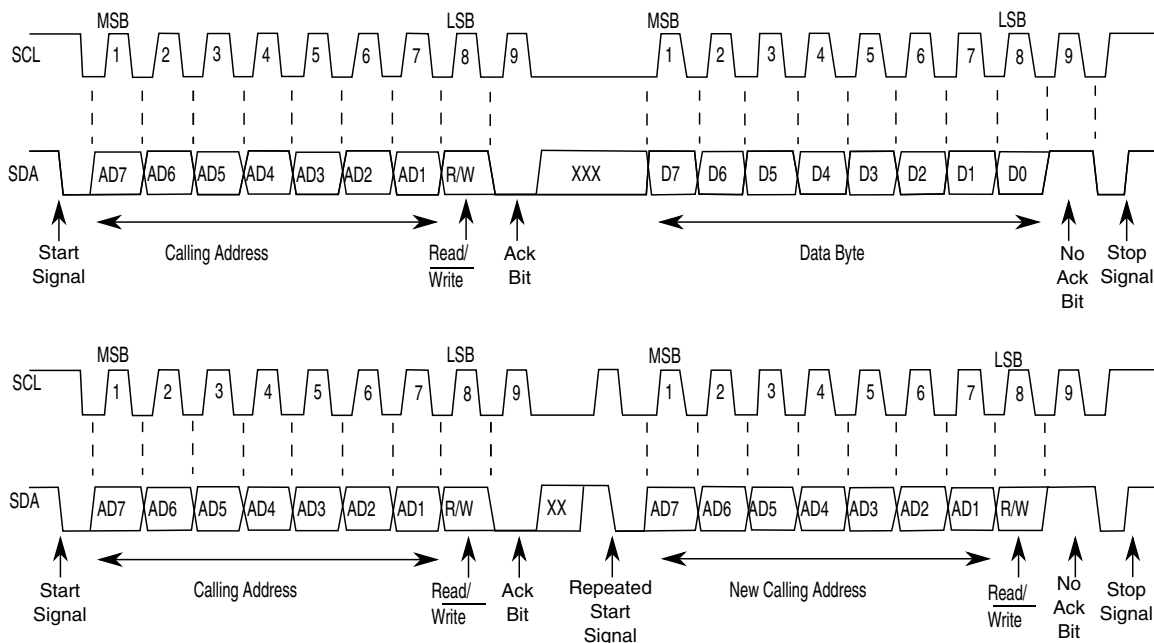 MSB LSB MSB LSB
SCL 1 2 3 4 5 6 7 8 9 1 2 3 4 5 6 7 8 9
SDA AD7 AD6 AD5 AD4 AD3 AD2 AD1 R/W XXX D7 D6 D5 D4 D3 D2 D1 D0
Start Signal
Calling Address
Read/ Write
Ack Bit
Data Byte
No Ack Bit
Stop Signal
MSB LSB MSB LSB
SCL 1 2 3 4 5 6 7 8 9 1 2 3 4 5 6 7 8 9
SDA AD7 AD6 AD5 AD4 AD3 AD2 AD1 R/W XX AD7 AD6 AD5 AD4 AD3 AD2 AD1 R/W
Start Signal
Calling Address
Read/ Write
Ack Bit
Repeated Start Signal
New Calling Address
Read/ Write
No Ack Bit
Stop Signal